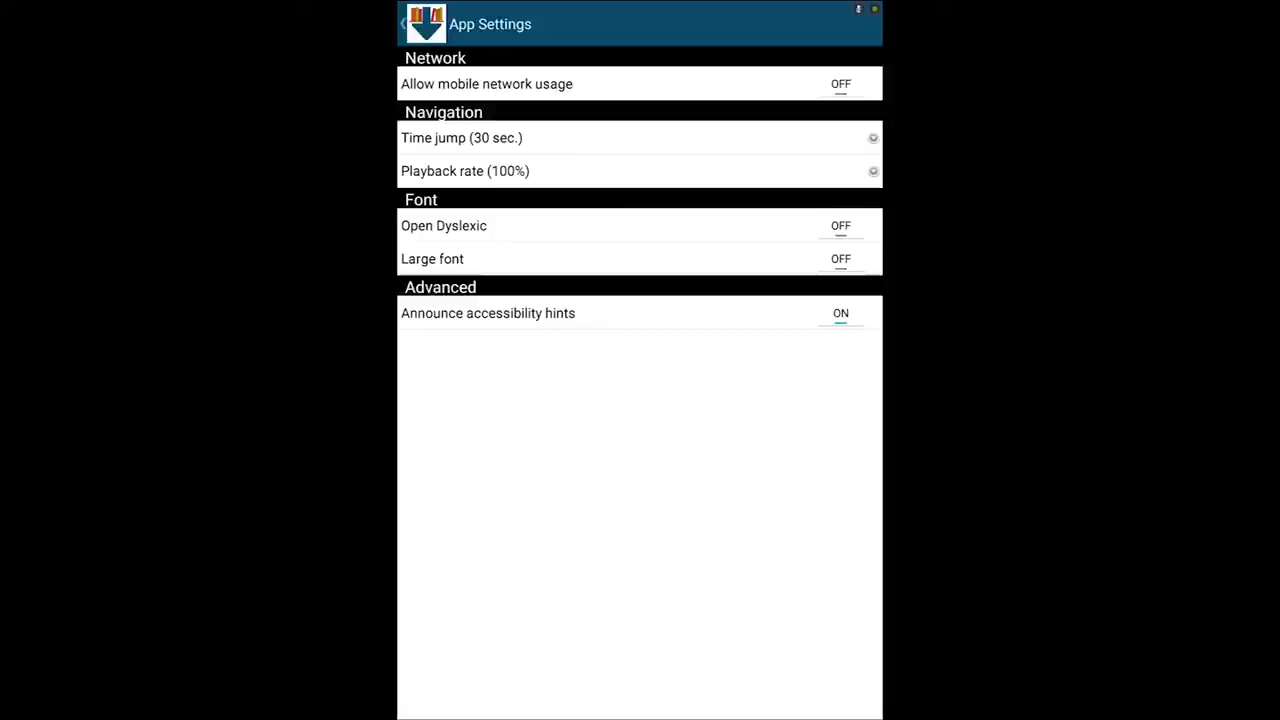 App Settings
Network
Allow mobile network usage OFF
Navigation
Time jump (30 sec.)
Playback rate (100%)
Font
Open Dyslexic OFF
Large font OFF
Advanced
Announce accessibility hints ON